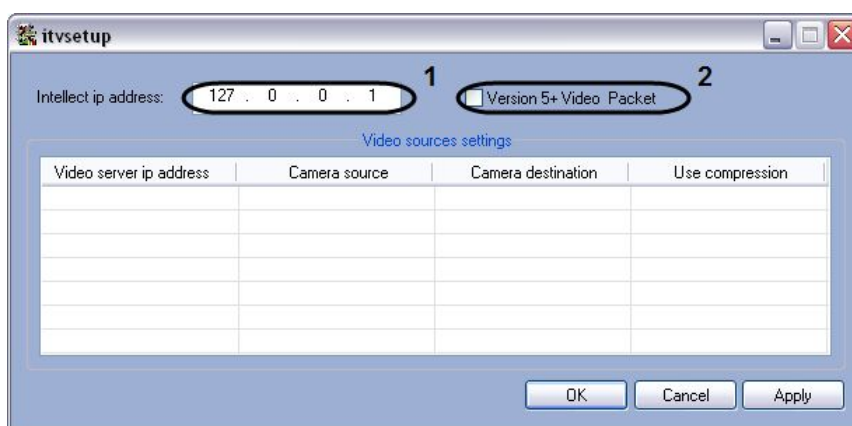 itvsetup
Intellect ip address: 127 . 0 . 0 . 1 1 Version 5+ Video Packet 2
Video sources settings
Video server ip address Camera source Camera destination Use compression
OK Cancel Apply